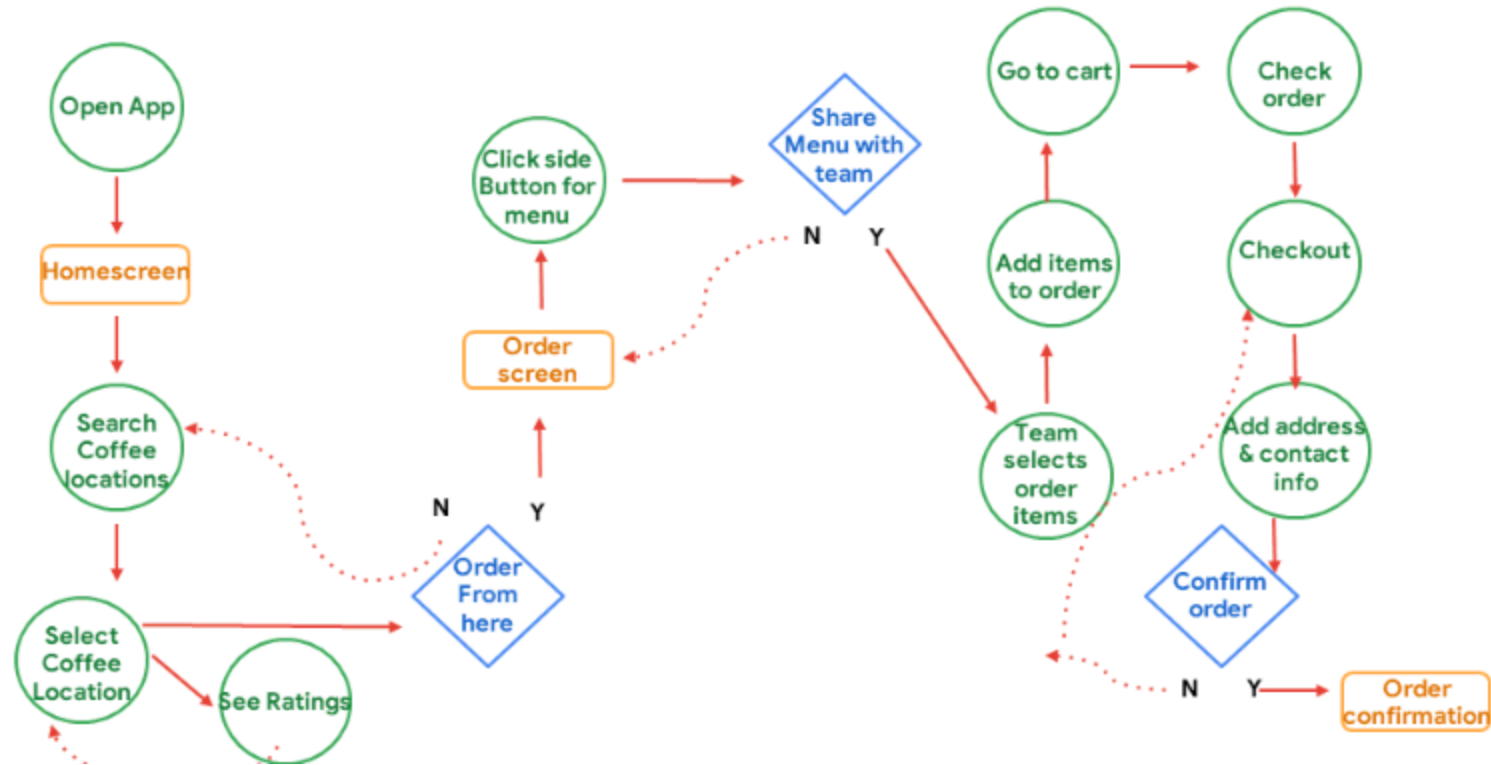 Open App
Homescreen
Search
Coffee
locations
Select
Coffee
Location
See Ratings
N
Y
Order
From
here
Order
screen
Click side
Button for
menu
Share
Menu with
team
N
Y
Team
selects
order
items
Add items
to order
Go to cart
Check
order
Checkout
Add address
& contact
info
Confirm
order
N
Y
Order
confirmation